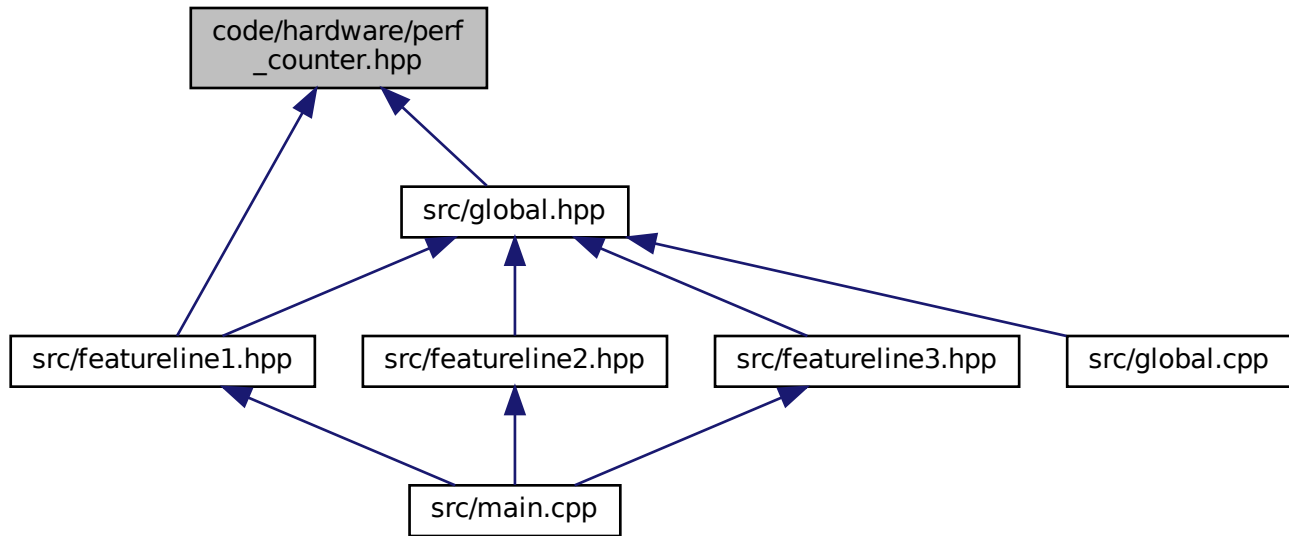 code/hardware/perf
_counter.hpp
src/global.hpp
src/featureline1.hpp
src/featureline2.hpp
src/featureline3.hpp
src/global.cpp
src/main.cpp